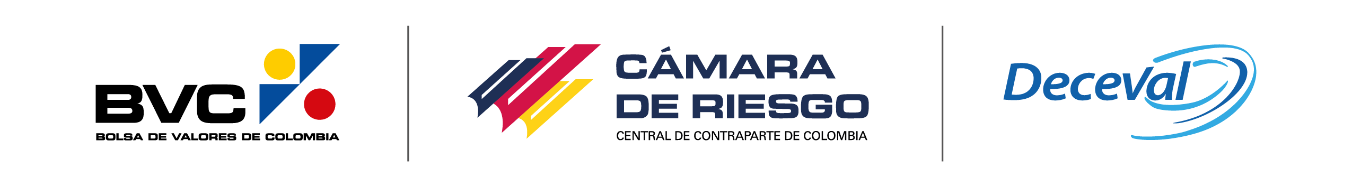 BVC
BOLSA DE VALORES DE COLOMBIA
CÁMARA
DE RIESGO
CENTRAL DE CONTRAPARTE DE COLOMBIA
Deceval